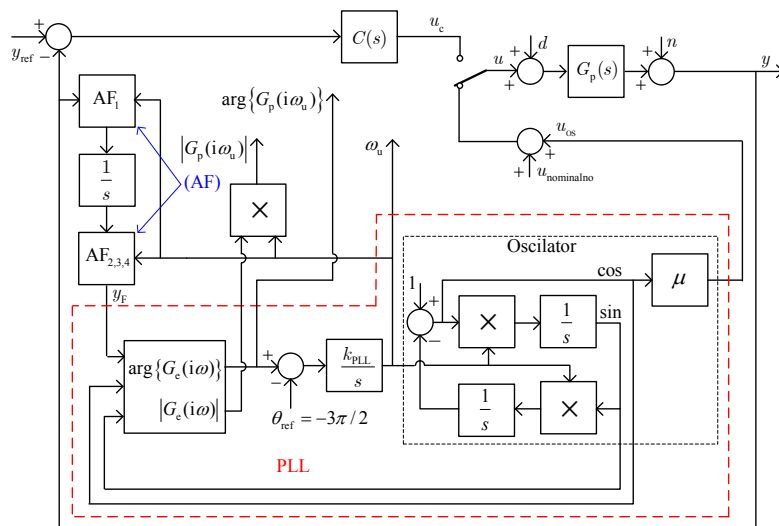 +
y_ref
−
C(s)
u_c
u
+
d
+
G_p(s)
+
n
+
y
AF_1
arg{G_p(iω_u)}
|G_p(iω_u)|
ω_u
u_os
+
+
u_nominalno
1/s
(AF)
×
AF_2,3,4
y_F
Oscilator
cos
μ
1
+
−
×
1/s
sin
arg{G_e(iω)}
|G_e(iω)|
+
−
k_PLL/s
θ_ref = −3π/2
1/s
×
PLL